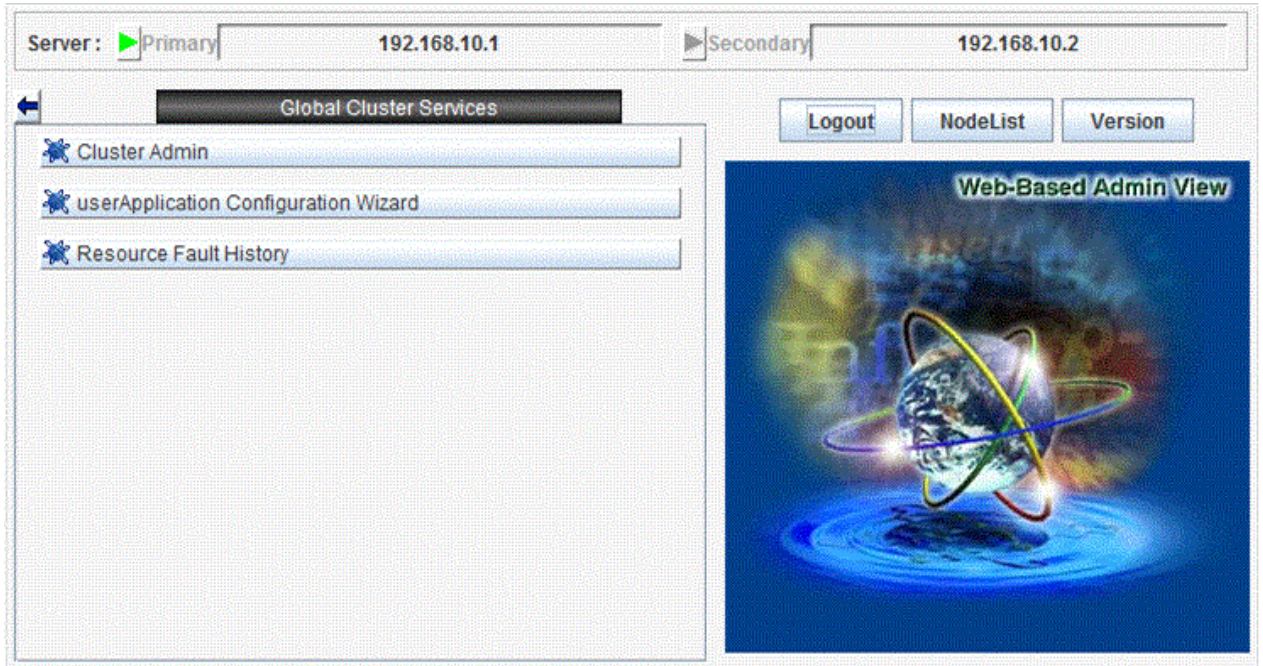 Server : Primary 192.168.10.1 Secondary 192.168.10.2
Global Cluster Services
Logout NodeList Version
Cluster Admin
userApplication Configuration Wizard
Resource Fault History
Web-Based Admin View